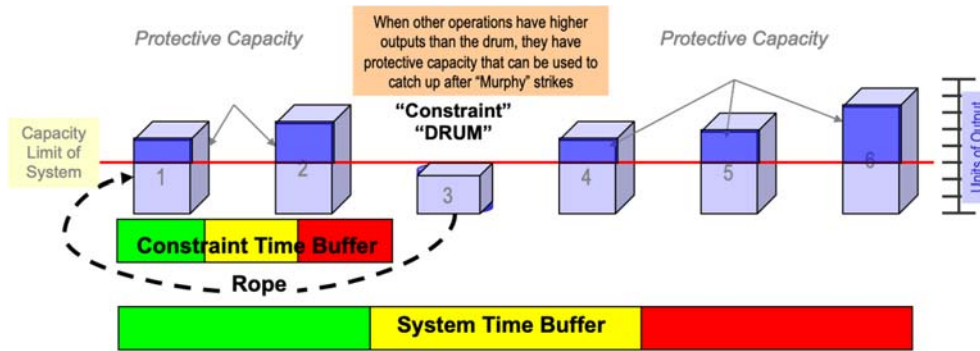 Protective Capacity
When other operations have higher
outputs than the drum, they have
protective capacity that can be used to
catch up after “Murphy” strikes
Protective Capacity
“Constraint”
“DRUM”
Capacity
Limit of
System
1
2
3
4
5
6
Units of Output
Constraint Time Buffer
Rope
System Time Buffer